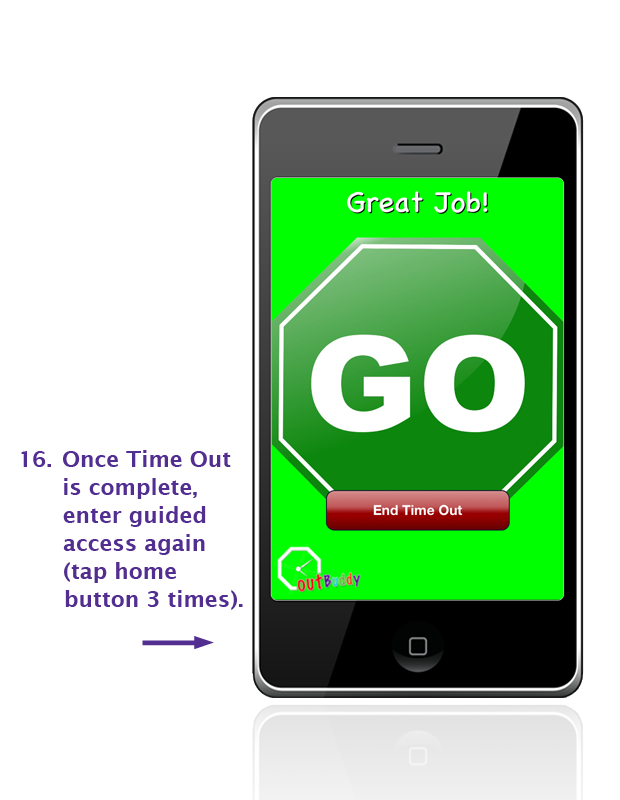 Great Job!
GO
16. Once Time Out
is complete,
enter guided
access again
(tap home
button 3 times).
End Time Out
outBuddy